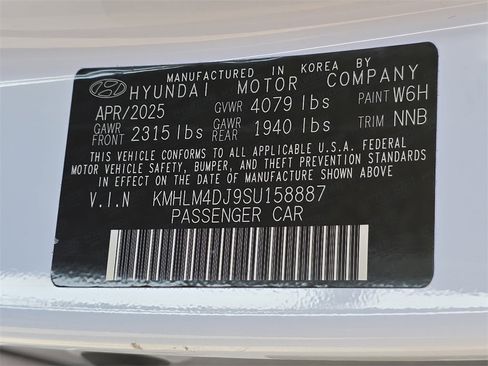 MANUFACTURED IN KOREA BY
HYUNDAI MOTOR COMPANY
APR/2025 GVWR 4079 lbs PAINT W6H
GAWR FRONT 2315 lbs GAWR REAR 1940 lbs TRIM NNB
THIS VEHICLE CONFORMS TO ALL APPLICABLE U.S.A. FEDERAL
MOTOR VEHICLE SAFETY, BUMPER, AND THEFT PREVENTION STANDARDS
IN EFFECT ON THE DATE OF MANUFACTURE SHOWN ABOVE
V.I.N KMHLM4DJ9SU158887
PASSENGER CAR